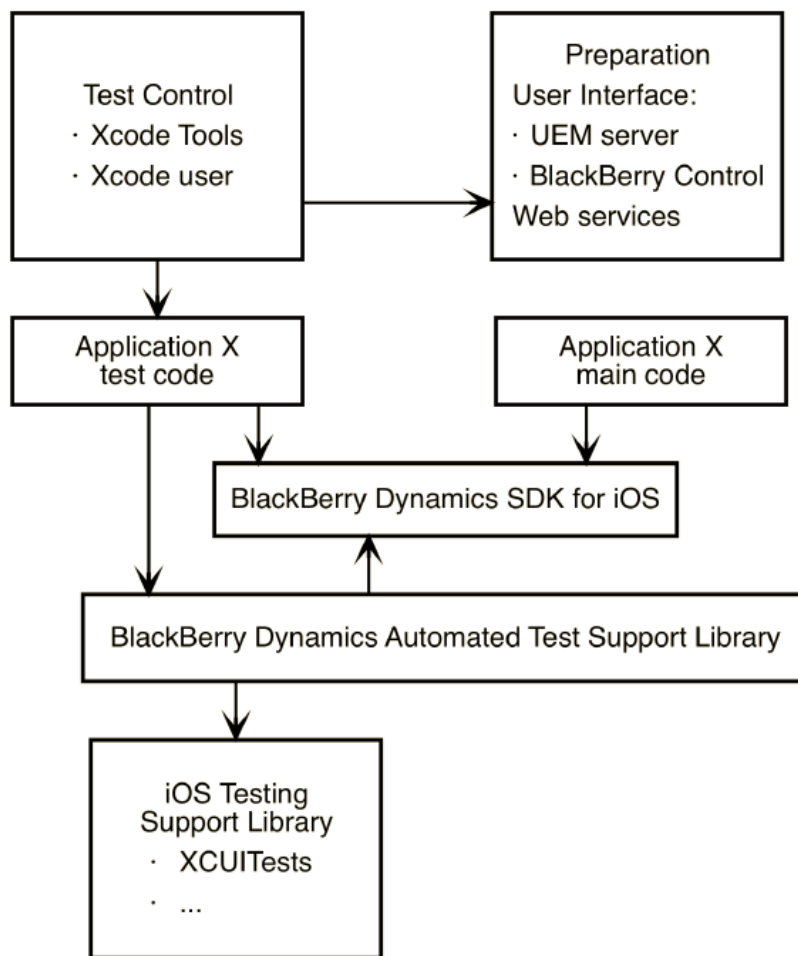 Test Control
· Xcode Tools
· Xcode user
Preparation
User Interface:
· UEM server
· BlackBerry Control
Web services
Application X
test code
Application X
main code
BlackBerry Dynamics SDK for iOS
BlackBerry Dynamics Automated Test Support Library
iOS Testing
Support Library
· XCUITests
· ...